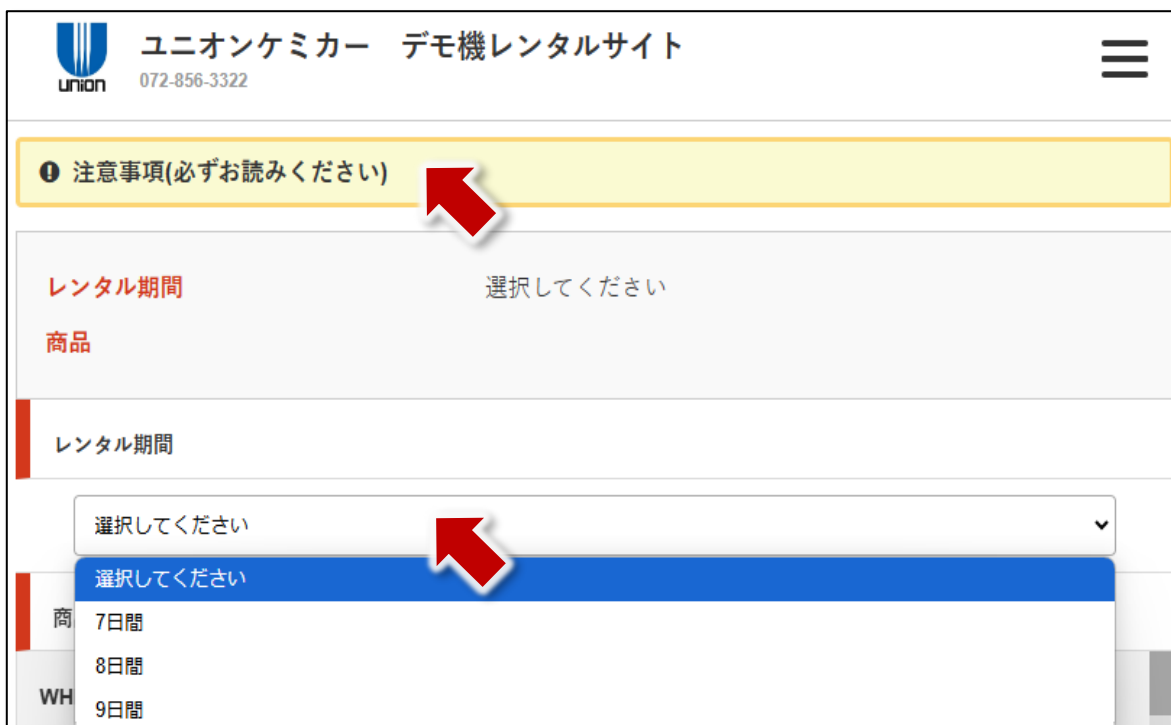 ユニオンケミカー　デモ機レンタルサイト
union
072-856-3322
注意事項(必ずお読みください)
レンタル期間 選択してください
商品
レンタル期間
選択してください
選択してください
商
7日間
8日間
WH
9日間